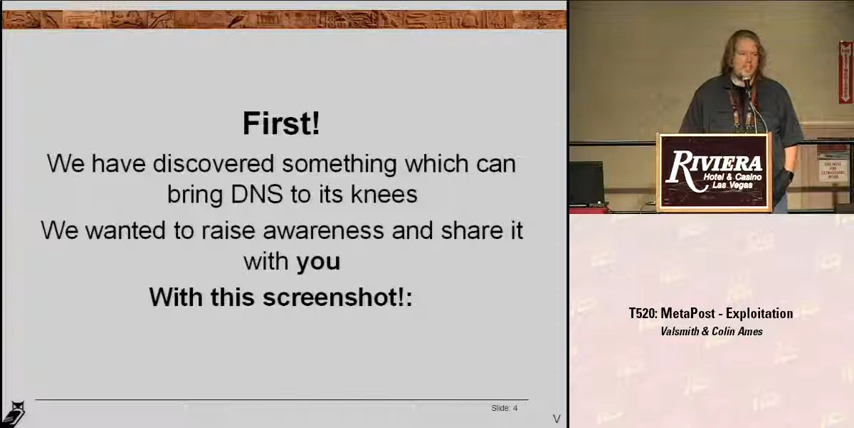 First!
We have discovered something which can
bring DNS to its knees
We wanted to raise awareness and share it
with you
With this screenshot!:
Slide: 4
V
RIVIERA
Hotel & Casino
Las Vegas
T520: MetaPost - Exploitation
Valsmith & Colin Ames